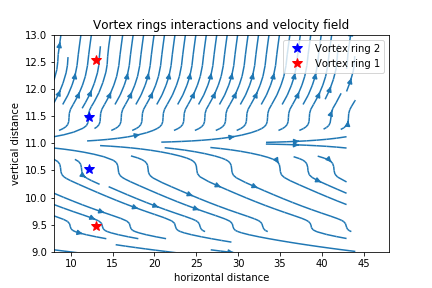 Vortex rings interactions and velocity field
13.0
12.5
12.0
11.5
11.0
10.5
10.0
9.5
9.0
vertical distance
Vortex ring 2
Vortex ring 1
10 15 20 25 30 35 40 45
horizontal distance